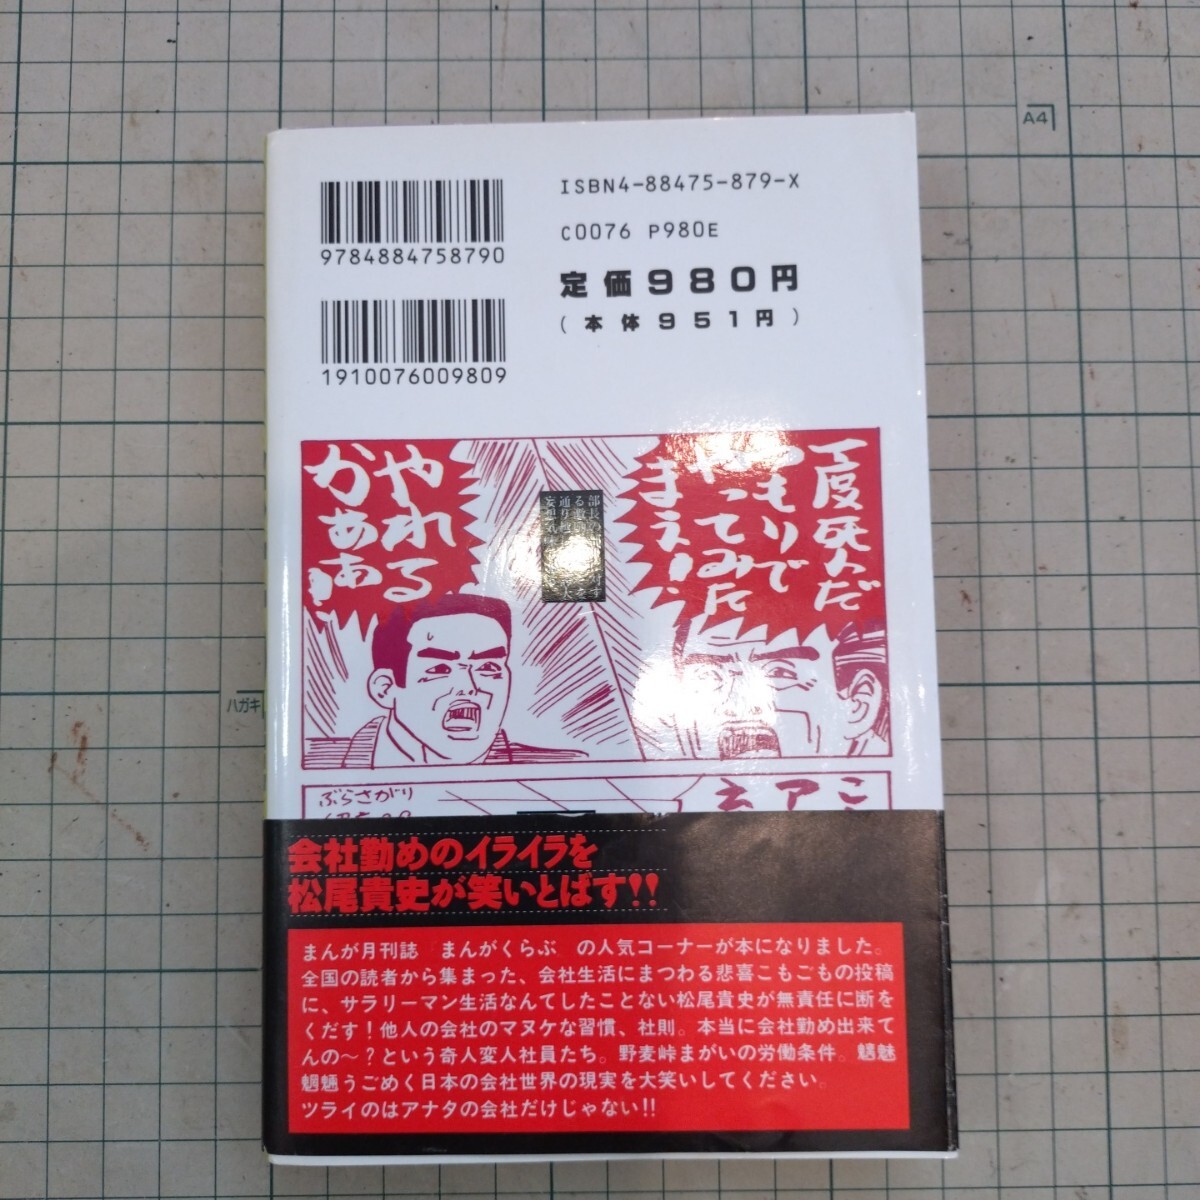 A4
ISBN4-88475-879-X
C0076 P980E
定価980円
(本体951円)
9784884758790
1910076009809
一度死んだ
つもりで
やってみた
まえ!
やれる
かぁあ!
ハガキ
ぶらさがり
こ
ア
会社勤めのイライラを
松尾貴史が笑いとばす!!
まんが月刊誌 まんがくらぶ の人気コーナーが本になりました。
全国の読者から集まった、会社生活にまつわる悲喜こもごもの投稿
に、サラリーマン生活なんてしたことない松尾貴史が無責任に断を
くだす!他人の会社のマヌケな習慣、社則。本当に会社勤め出来て
んの~?という奇人変人社員たち。野麦峠まがいの労働条件。魑魅
魍魎うごめく日本の会社世界の現実を大笑いしてください。
ツライのはアナタの会社だけじゃない!!